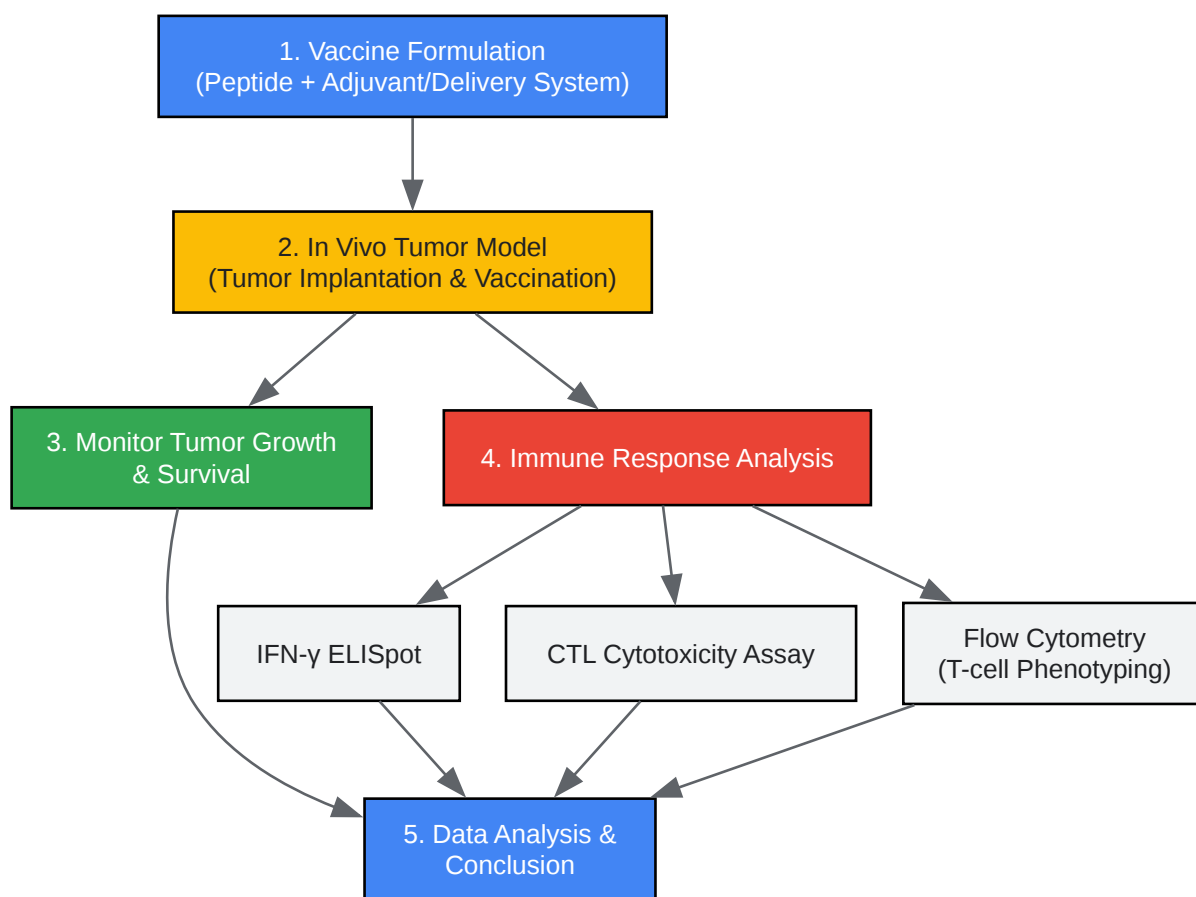 1. Vaccine Formulation
(Peptide + Adjuvant/Delivery System)
2. In Vivo Tumor Model
(Tumor Implantation & Vaccination)
3. Monitor Tumor Growth
& Survival
4. Immune Response Analysis
IFN-γ ELISpot
CTL Cytotoxicity Assay
Flow Cytometry
(T-cell Phenotyping)
5. Data Analysis &
Conclusion